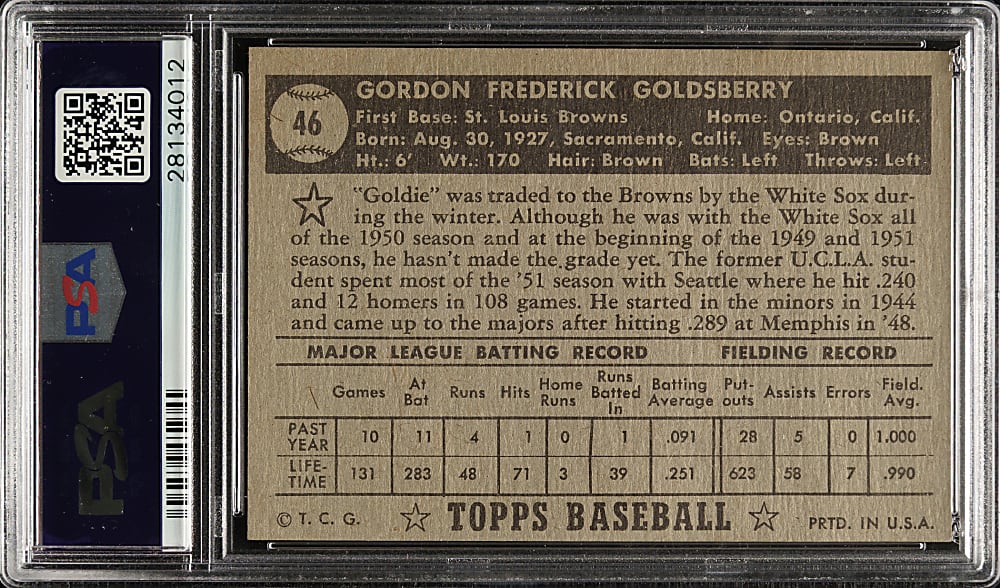 28134012
PSA
PSA
46
GORDON FREDERICK GOLDSBERRY
First Base: St. Louis Browns Home: Ontario, Calif.
Born: Aug. 30, 1927, Sacramento, Calif. Eyes: Brown
Ht.: 6' Wt.: 170 Hair: Brown Bats: Left Throws: Left
"Goldie" was traded to the Browns by the White Sox dur-
ing the winter. Although he was with the White Sox all
of the 1950 season and at the beginning of the 1949 and 1951
seasons, he hasn't made the grade yet. The former U.C.L.A. stu-
dent spent most of the '51 season with Seattle where he hit .240
and 12 homers in 108 games. He started in the minors in 1944
and came up to the majors after hitting .289 at Memphis in '48.
MAJOR LEAGUE BATTING RECORD FIELDING RECORD
Games At Bat Runs Hits Home Runs Runs Batted In Batting Average Put-outs Assists Errors Field. Avg.
PAST YEAR 10 11 4 1 0 1 .091 28 5 0 1.000
LIFE-TIME 131 283 48 71 3 39 .251 623 58 7 .990
© T. C. G. TOPPS BASEBALL PRTD. IN U.S.A.